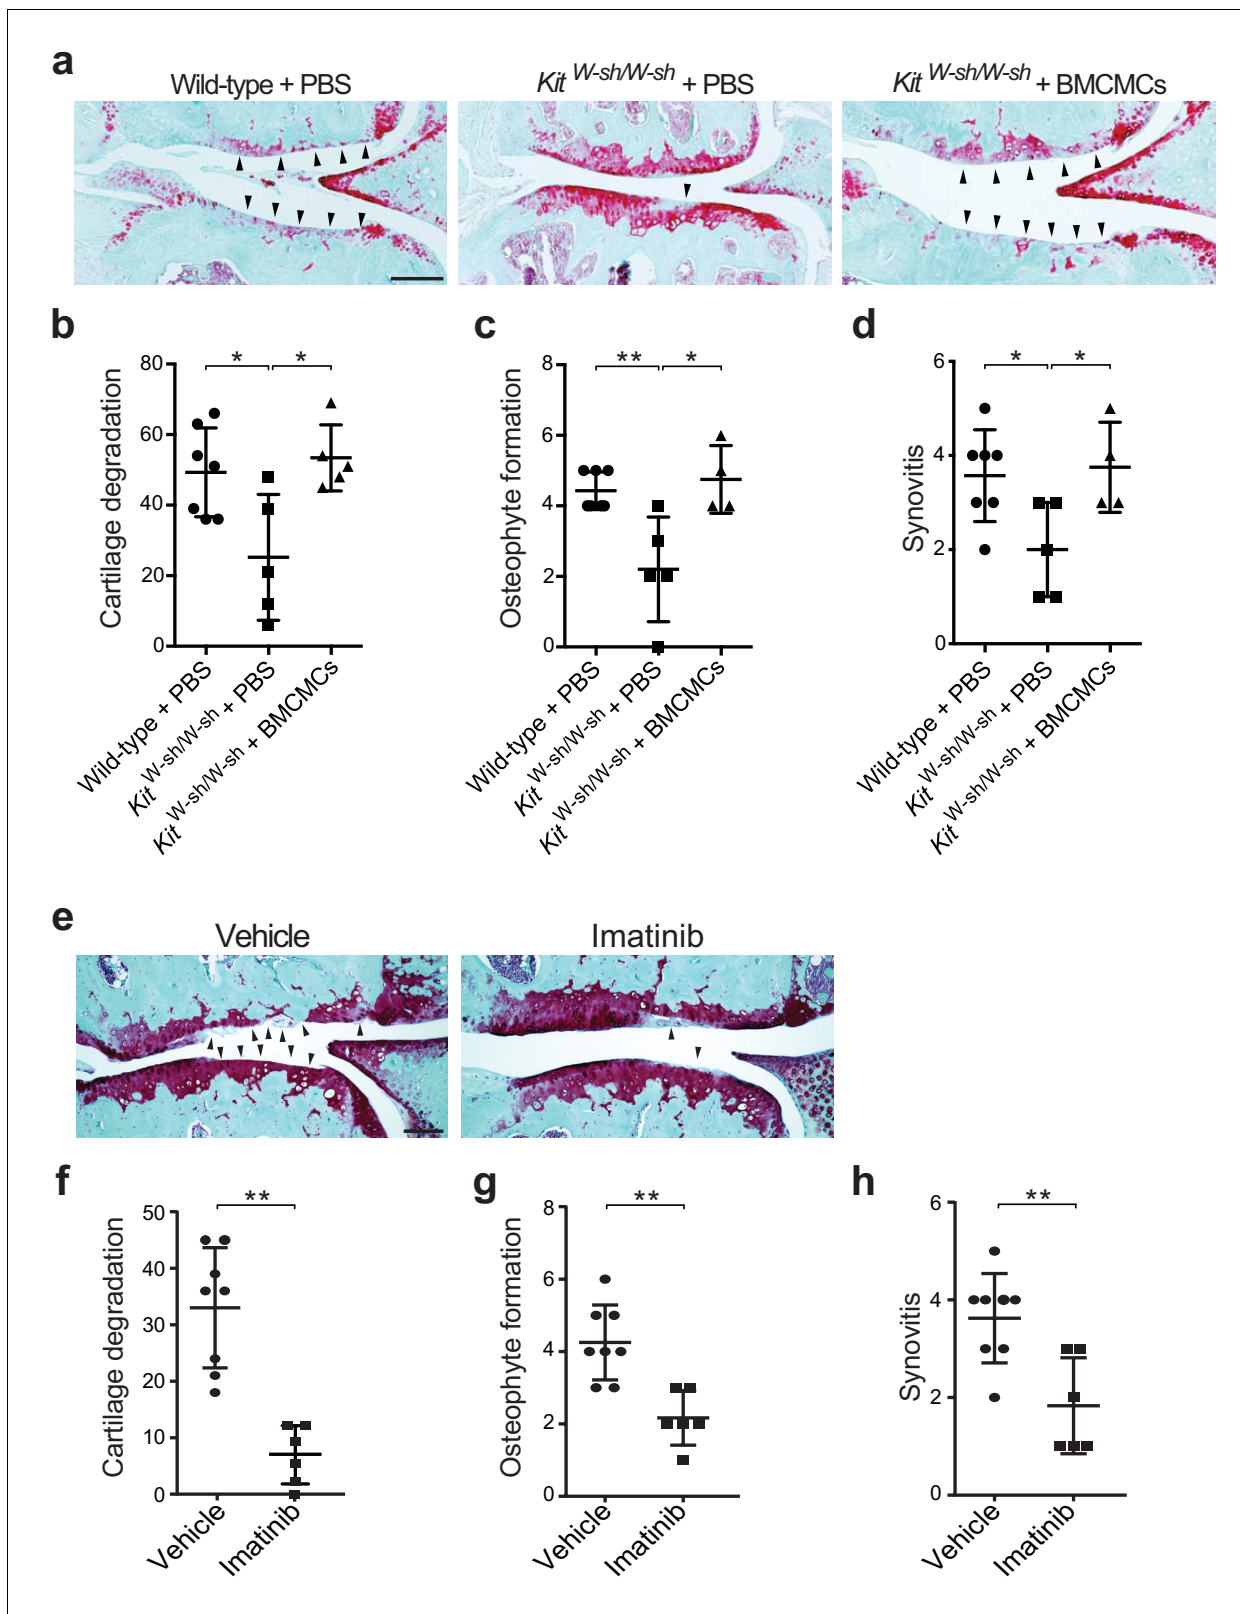 a
Wild-type + PBS
Kit W-sh/W-sh + PBS
Kit W-sh/W-sh + BMCMCs
b
c
d
Cartilage degradation
80
60
40
20
0
* *
Wild-type + PBS
Kit W-sh/W-sh + PBS
Kit W-sh/W-sh + BMCMCs
Osteophyte formation
8
6
4
2
0
** *
Wild-type + PBS
Kit W-sh/W-sh + PBS
Kit W-sh/W-sh + BMCMCs
Synovitis
6
4
2
0
* *
Wild-type + PBS
Kit W-sh/W-sh + PBS
Kit W-sh/W-sh + BMCMCs
e
Vehicle
Imatinib
f
g
h
Cartilage degradation
50
40
30
20
10
0
**
Vehicle
Imatinib
Osteophyte formation
8
6
4
2
0
**
Vehicle
Imatinib
Synovitis
6
4
2
0
**
Vehicle
Imatinib